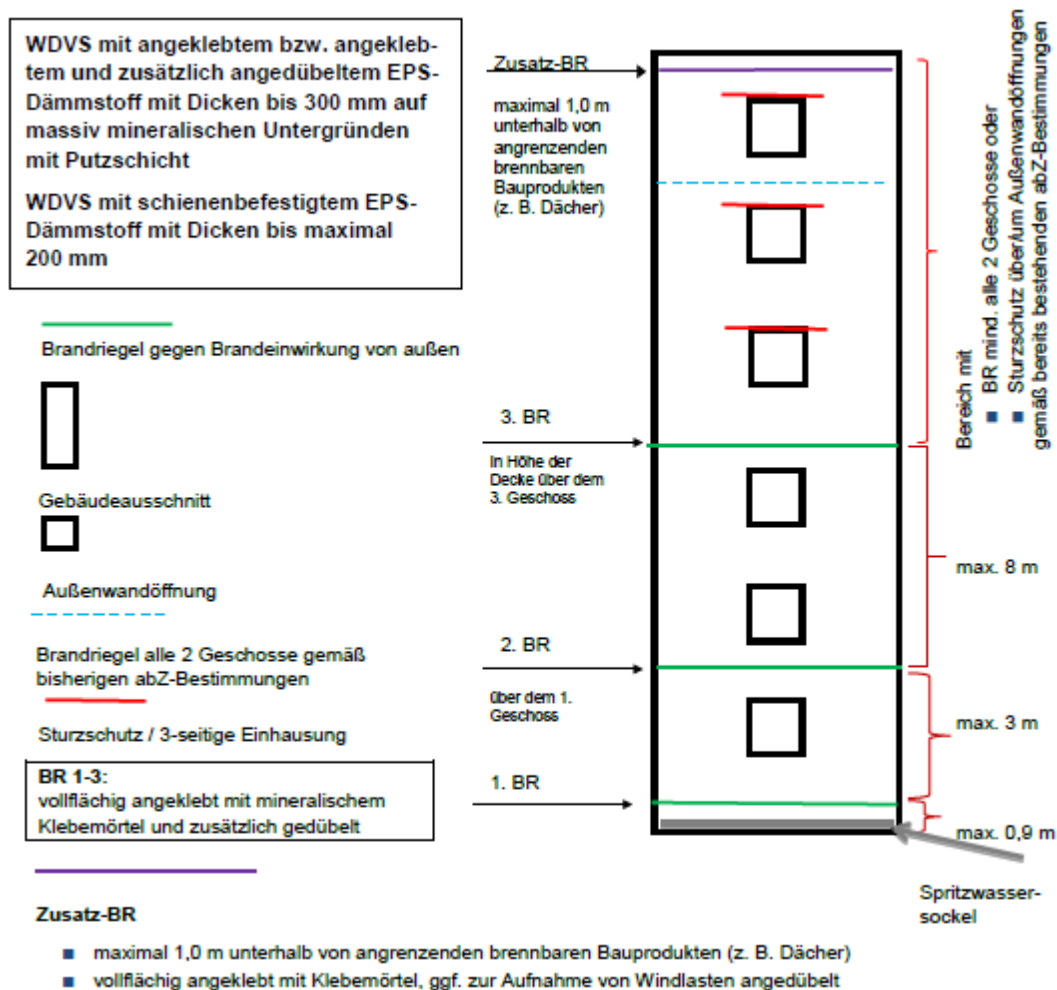 WDVS mit angeklebtem bzw. angekleb-
tem und zusätzlich angedübeltem EPS-
Dämmstoff mit Dicken bis 300 mm auf
massiv mineralischen Untergründen
mit Putzschicht
WDVS mit schienenbefestigtem EPS-
Dämmstoff mit Dicken bis maximal
200 mm
Brandriegel gegen Brandeinwirkung von außen
Gebäudeausschnitt
Außenwandöffnung
Brandriegel alle 2 Geschosse gemäß
bisherigen abZ-Bestimmungen
Sturzschutz / 3-seitige Einhausung
BR 1-3:
vollflächig angeklebt mit mineralischem
Klebemörtel und zusätzlich gedübelt
Zusatz-BR
maximal 1,0 m
unterhalb von
angrenzenden
brennbaren
Bauprodukten
(z. B. Dächer)
3. BR
in Höhe der
Decke über dem
3. Geschoss
2. BR
über dem 1.
Geschoss
1. BR
Bereich mit
■ BR mind. alle 2 Geschosse oder
■ Sturzschutz über/um Außenwandöffnungen
gemäß bereits bestehenden abZ-Bestimmungen
max. 8 m
max. 3 m
max. 0,9 m
Spritzwasser-
sockel
Zusatz-BR
■ maximal 1,0 m unterhalb von angrenzenden brennbaren Bauprodukten (z. B. Dächer)
■ vollflächig angeklebt mit Klebemörtel, ggf. zur Aufnahme von Windlasten angedübelt